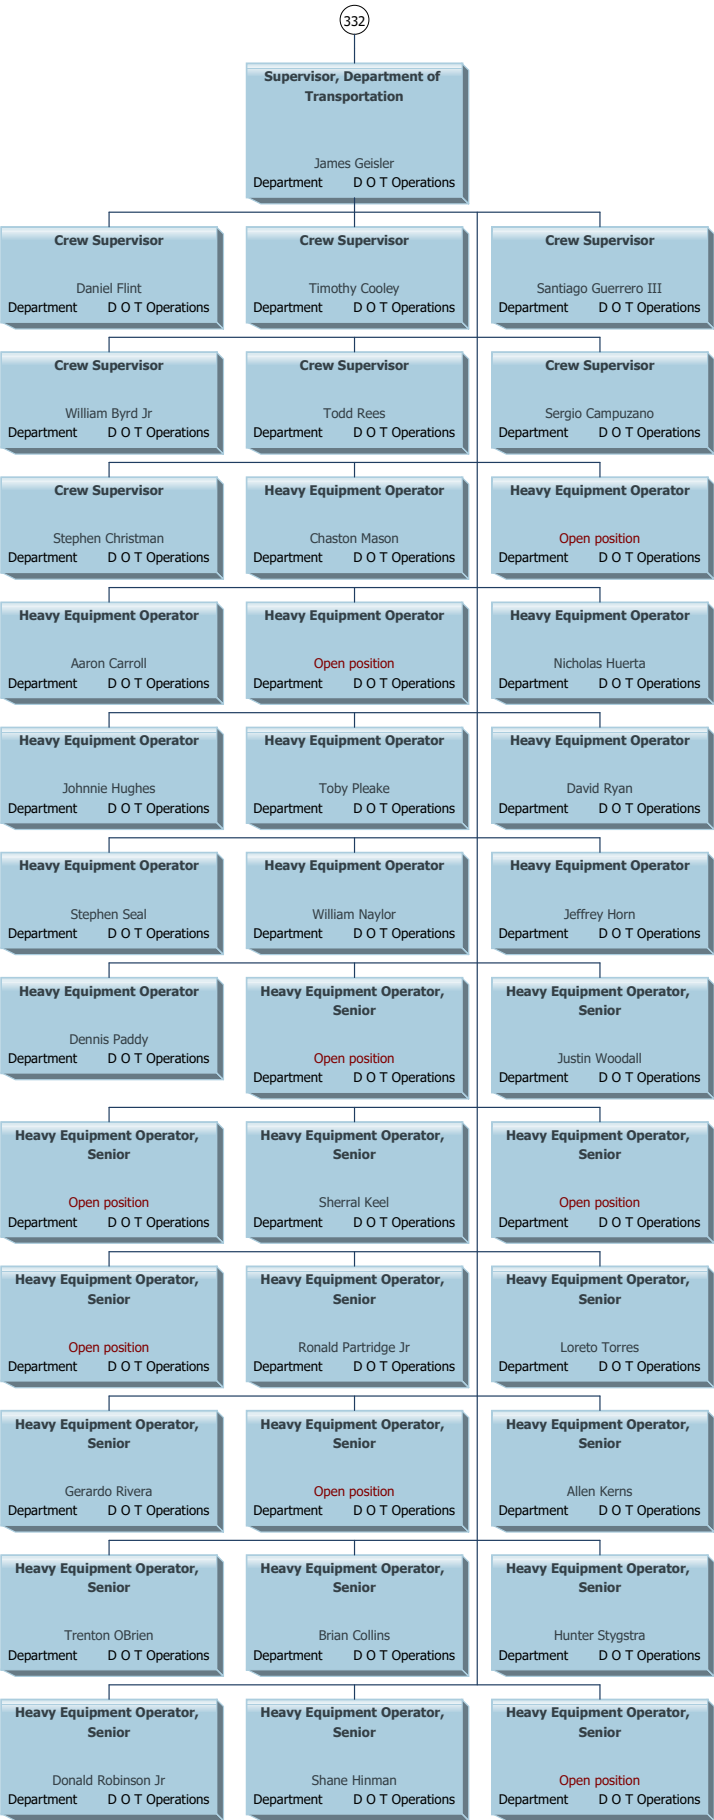 332
Supervisor, Department of
Transportation
James Geisler
Department D O T Operations
Crew Supervisor
Daniel Flint
Department D O T Operations
Crew Supervisor
Timothy Cooley
Department D O T Operations
Crew Supervisor
Santiago Guerrero III
Department D O T Operations
Crew Supervisor
William Byrd Jr
Department D O T Operations
Crew Supervisor
Todd Rees
Department D O T Operations
Crew Supervisor
Sergio Campuzano
Department D O T Operations
Crew Supervisor
Stephen Christman
Department D O T Operations
Heavy Equipment Operator
Chaston Mason
Department D O T Operations
Heavy Equipment Operator
Open position
Department D O T Operations
Heavy Equipment Operator
Aaron Carroll
Department D O T Operations
Heavy Equipment Operator
Open position
Department D O T Operations
Heavy Equipment Operator
Nicholas Huerta
Department D O T Operations
Heavy Equipment Operator
Johnnie Hughes
Department D O T Operations
Heavy Equipment Operator
Toby Pleake
Department D O T Operations
Heavy Equipment Operator
David Ryan
Department D O T Operations
Heavy Equipment Operator
Stephen Seal
Department D O T Operations
Heavy Equipment Operator
William Naylor
Department D O T Operations
Heavy Equipment Operator
Jeffrey Horn
Department D O T Operations
Heavy Equipment Operator
Dennis Paddy
Department D O T Operations
Heavy Equipment Operator,
Senior
Open position
Department D O T Operations
Heavy Equipment Operator,
Senior
Justin Woodall
Department D O T Operations
Heavy Equipment Operator,
Senior
Open position
Department D O T Operations
Heavy Equipment Operator,
Senior
Sherral Keel
Department D O T Operations
Heavy Equipment Operator,
Senior
Open position
Department D O T Operations
Heavy Equipment Operator,
Senior
Open position
Department D O T Operations
Heavy Equipment Operator,
Senior
Ronald Partridge Jr
Department D O T Operations
Heavy Equipment Operator,
Senior
Loreto Torres
Department D O T Operations
Heavy Equipment Operator,
Senior
Gerardo Rivera
Department D O T Operations
Heavy Equipment Operator,
Senior
Open position
Department D O T Operations
Heavy Equipment Operator,
Senior
Allen Kerns
Department D O T Operations
Heavy Equipment Operator,
Senior
Trenton OBrien
Department D O T Operations
Heavy Equipment Operator,
Senior
Brian Collins
Department D O T Operations
Heavy Equipment Operator,
Senior
Hunter Stygstra
Department D O T Operations
Heavy Equipment Operator,
Senior
Donald Robinson Jr
Department D O T Operations
Heavy Equipment Operator,
Senior
Shane Hinman
Department D O T Operations
Heavy Equipment Operator,
Senior
Open position
Department D O T Operations